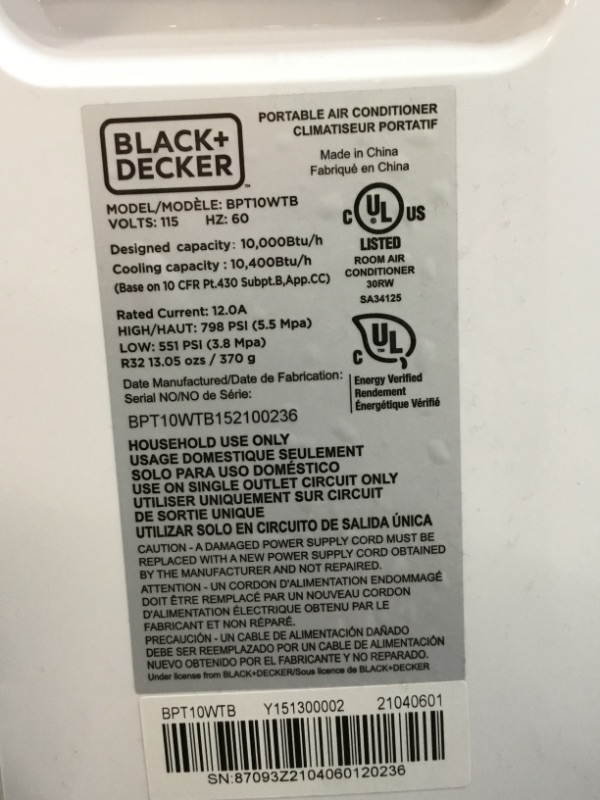 BLACK+
DECKER™
PORTABLE AIR CONDITIONER
CLIMATISEUR PORTATIF
Made in China
Fabriqué en China
MODEL/MODÈLE: BPT10WTB
VOLTS: 115 HZ: 60
Designed capacity: 10,000Btu/h
Cooling capacity : 10,400Btu/h
(Base on 10 CFR Pt.430 Subpt.B,App.CC)
C UL US
LISTED
ROOM AIR
CONDITIONER
30RW
SA34125
Rated Current: 12.0A
HIGH/HAUT: 798 PSI (5.5 Mpa)
LOW: 551 PSI (3.8 Mpa)
R32 13.05 ozs / 370 g
C UL
Energy Verified
Rendement
Énergétique Vérifié
Date Manufactured/Date de Fabrication:
Serial NO/NO de Série:
BPT10WTB152100236
HOUSEHOLD USE ONLY
USAGE DOMESTIQUE SEULEMENT
SOLO PARA USO DOMÉSTICO
USE ON SINGLE OUTLET CIRCUIT ONLY
UTILISER UNIQUEMENT SUR CIRCUIT
DE SORTIE UNIQUE
UTILIZAR SOLO EN CIRCUITO DE SALIDA ÚNICA
CAUTION - A DAMAGED POWER SUPPLY CORD MUST BE
REPLACED WITH A NEW POWER SUPPLY CORD OBTAINED
BY THE MANUFACTURER AND NOT REPAIRED.
ATTENTION - UN CORDON D'ALIMENTATION ENDOMMAGÉ
DOIT ÊTRE REMPLACÉ PAR UN NOUVEAU CORDON
D'ALIMENTATION ÉLECTRIQUE OBTENU PAR LE
FABRICANT ET NON RÉPARÉ.
PRECAUCIÓN - UN CABLE DE ALIMENTACIÓN DAÑADO
DEBE SER REEMPLAZADO POR UN CABLE DE ALIMENTACIÓN
NUEVO OBTENIDO POR EL FABRICANTE Y NO REPARADO.
Under license from BLACK+DECKER/Sous licence de BLACK+DECKER
BPT10WTB Y151300002 21040601
SN:87093Z2104060120236